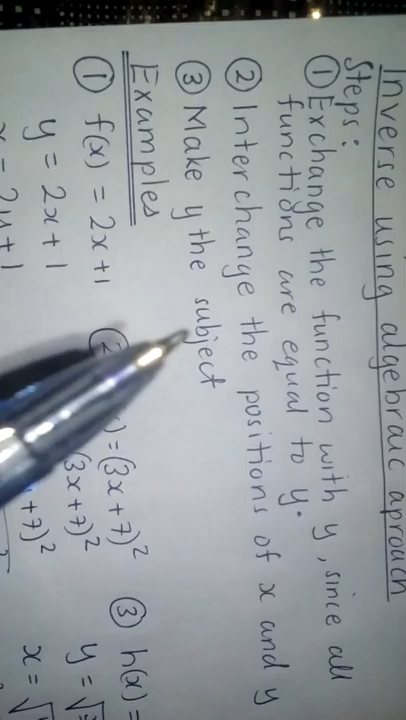 Inverse using algebraic aproach
Steps:
① Exchange the function with y, since all
functions are equal to y.
② Interchange the positions of x and y
③ Make y the subject
Examples
① f(x) = 2x+1
y = 2x+1
x = 2y+1
) = (3x+7)²
(3x+7)²
+7)²
③ h(x) =
y = √
x = √